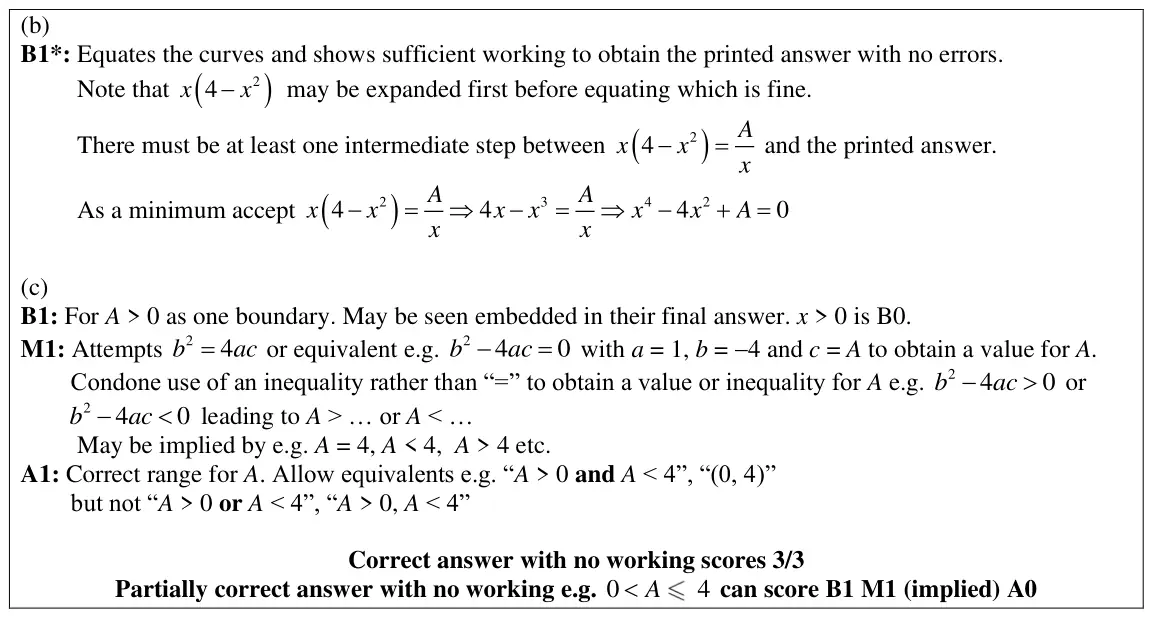 (b)
B1*: Equates the curves and shows sufficient working to obtain the printed answer with no errors.
Note that x(4 − x²) may be expanded first before equating which is fine.
There must be at least one intermediate step between x(4 − x²) = A/x and the printed answer.
As a minimum accept x(4 − x²) = A/x ⇒ 4x − x³ = A/x ⇒ x⁴ − 4x² + A = 0
(c)
B1: For A > 0 as one boundary. May be seen embedded in their final answer. x > 0 is B0.
M1: Attempts b² = 4ac or equivalent e.g. b² − 4ac = 0 with a = 1, b = −4 and c = A to obtain a value for A.
Condone use of an inequality rather than “=” to obtain a value or inequality for A e.g. b² − 4ac > 0 or
b² − 4ac < 0 leading to A > … or A < …
May be implied by e.g. A = 4, A < 4, A > 4 etc.
A1: Correct range for A. Allow equivalents e.g. “A > 0 and A < 4”, “(0, 4)”
but not “A > 0 or A < 4”, “A > 0, A < 4”
Correct answer with no working scores 3/3
Partially correct answer with no working e.g. 0 < A ⩽ 4 can score B1 M1 (implied) A0